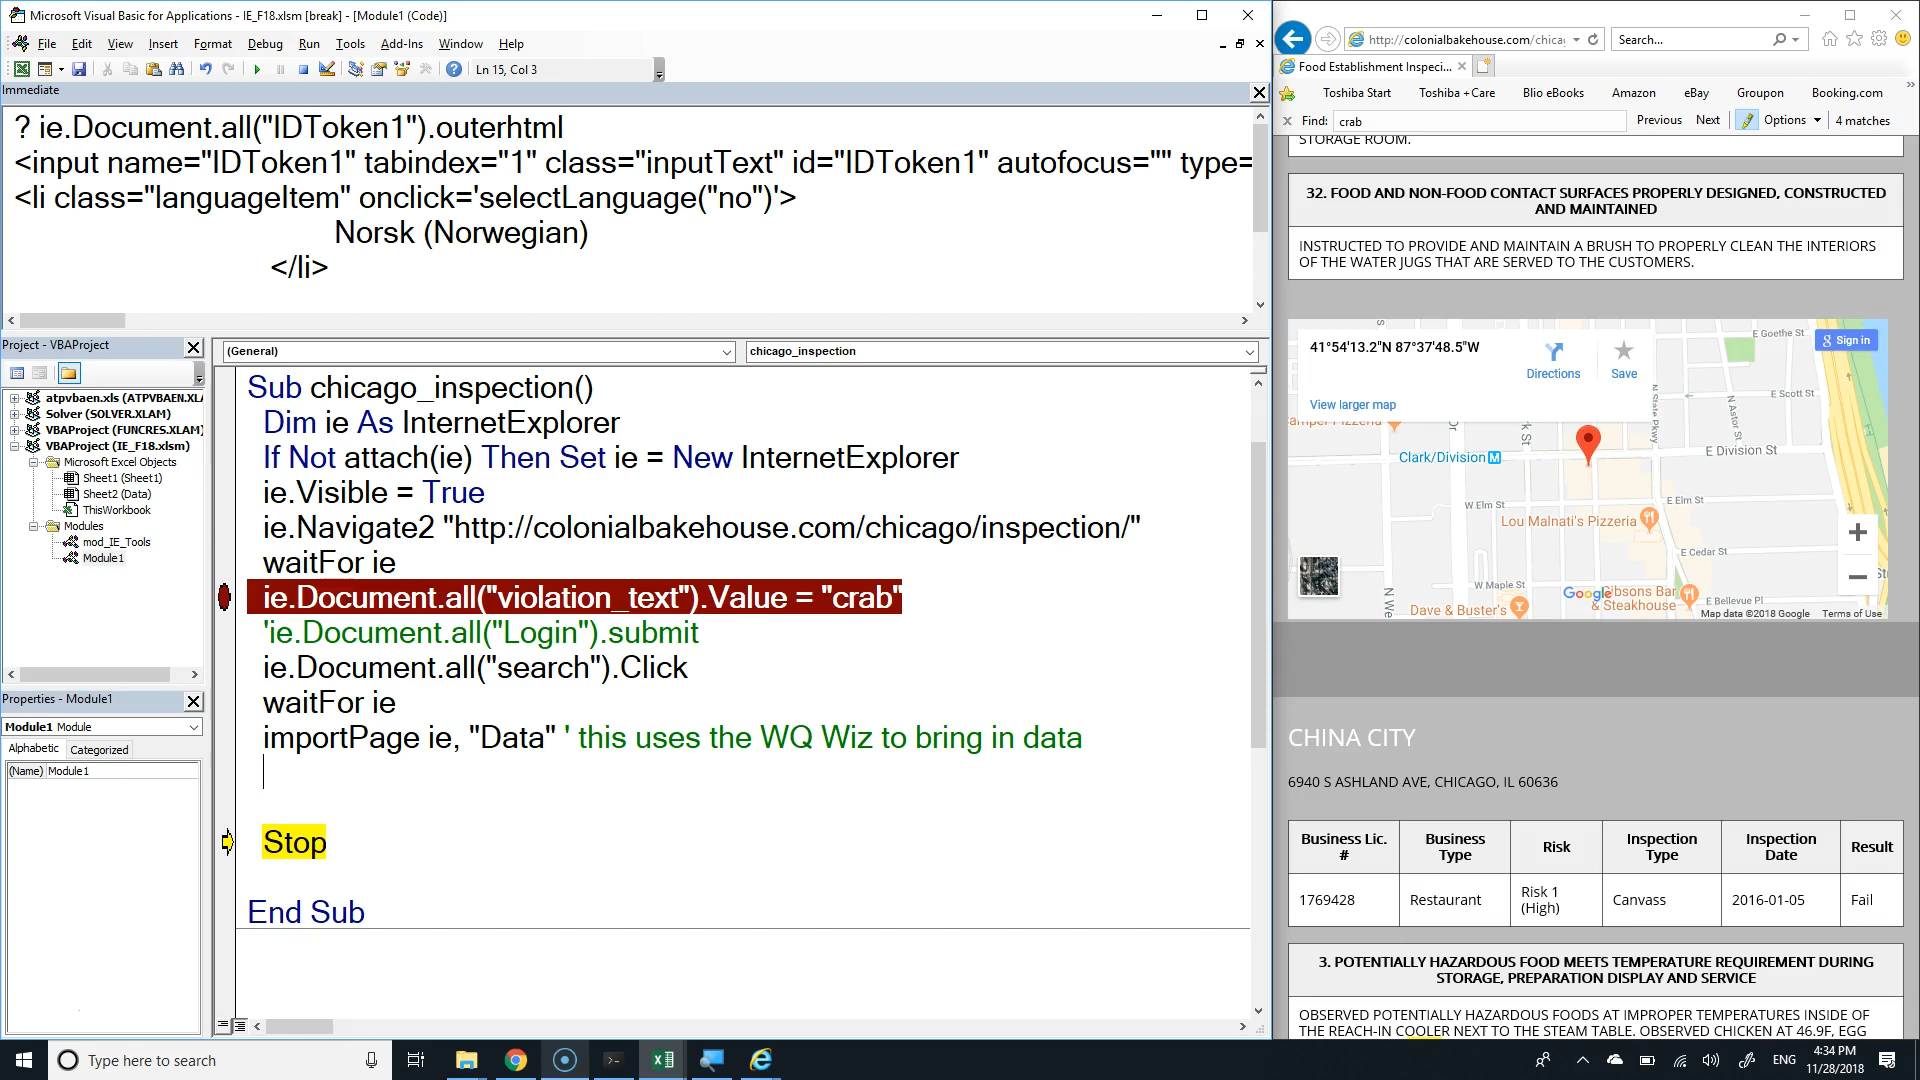 Microsoft Visual Basic for Applications - IE_F18.xlsm [break] - [Module1 (Code)]
File Edit View Insert Format Debug Run Tools Add-Ins Window Help
Ln 15, Col 3
Immediate
? ie.Document.all("IDToken1").outerhtml
<input name="IDToken1" tabindex="1" class="inputText" id="IDToken1" autofocus="" type=
<li class="languageItem" onclick='selectLanguage("no")'>
Norsk (Norwegian)
</li>
Project - VBAProject
atpvbaen.xls (ATPVBAEN.XLA
Solver (SOLVER.XLAM)
VBAProject (FUNCRES.XLAM)
VBAProject (IE_F18.xlsm)
Microsoft Excel Objects
Sheet1 (Sheet1)
Sheet2 (Data)
ThisWorkbook
Modules
mod_IE_Tools
Module1
Properties - Module1
Module1 Module
Alphabetic Categorized
(Name) Module1
(General) chicago_inspection
Sub chicago_inspection()
Dim ie As InternetExplorer
If Not attach(ie) Then Set ie = New InternetExplorer
ie.Visible = True
ie.Navigate2 "http://colonialbakehouse.com/chicago/inspection/"
waitFor ie
ie.Document.all("violation_text").Value = "crab"
'ie.Document.all("Login").submit
ie.Document.all("search").Click
waitFor ie
importPage ie, "Data" ' this uses the WQ Wiz to bring in data
Stop
End Sub
http://colonialbakehouse.com/chica Search...
Food Establishment Inspeci...
Toshiba Start Toshiba + Care Blio eBooks Amazon eBay Groupon Booking.com
Find: crab Previous Next Options 4 matches
STORAGE ROOM.
32. FOOD AND NON-FOOD CONTACT SURFACES PROPERLY DESIGNED, CONSTRUCTED
AND MAINTAINED
INSTRUCTED TO PROVIDE AND MAINTAIN A BRUSH TO PROPERLY CLEAN THE INTERIORS
OF THE WATER JUGS THAT ARE SERVED TO THE CUSTOMERS.
41°54'13.2"N 87°37'48.5"W
Directions Save
View larger map
Sign in
E Goethe St
E Scott St
N Astor St
N State Pkwy
Clark/Division
E Division St
W Elm St
E Elm St
Lou Malnati's Pizzeria
E Cedar St
W Maple St
Google
Gibsons Bar
& Steakhouse
E Bellevue Pl
Dave & Buster's
Map data ©2018 Google Terms of Use
CHINA CITY
6940 S ASHLAND AVE, CHICAGO, IL 60636
Business Lic. # Business Type Risk Inspection Type Inspection Date Result
1769428 Restaurant Risk 1 (High) Canvass 2016-01-05 Fail
3. POTENTIALLY HAZARDOUS FOOD MEETS TEMPERATURE REQUIREMENT DURING
STORAGE, PREPARATION DISPLAY AND SERVICE
OBSERVED POTENTIALLY HAZARDOUS FOODS AT IMPROPER TEMPERATURES INSIDE OF
THE REACH-IN COOLER NEXT TO THE STEAM TABLE. OBSERVED CHICKEN AT 46.9F, EGG
Type here to search
ENG
4:34 PM
11/28/2018